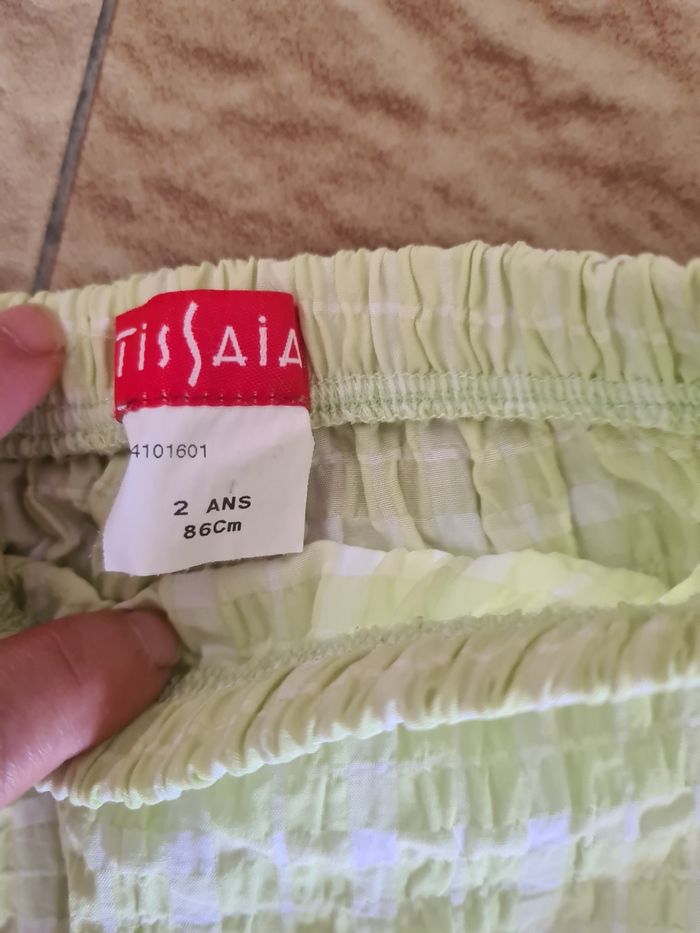 TissAiA
4101601
2 ANS
86Cm